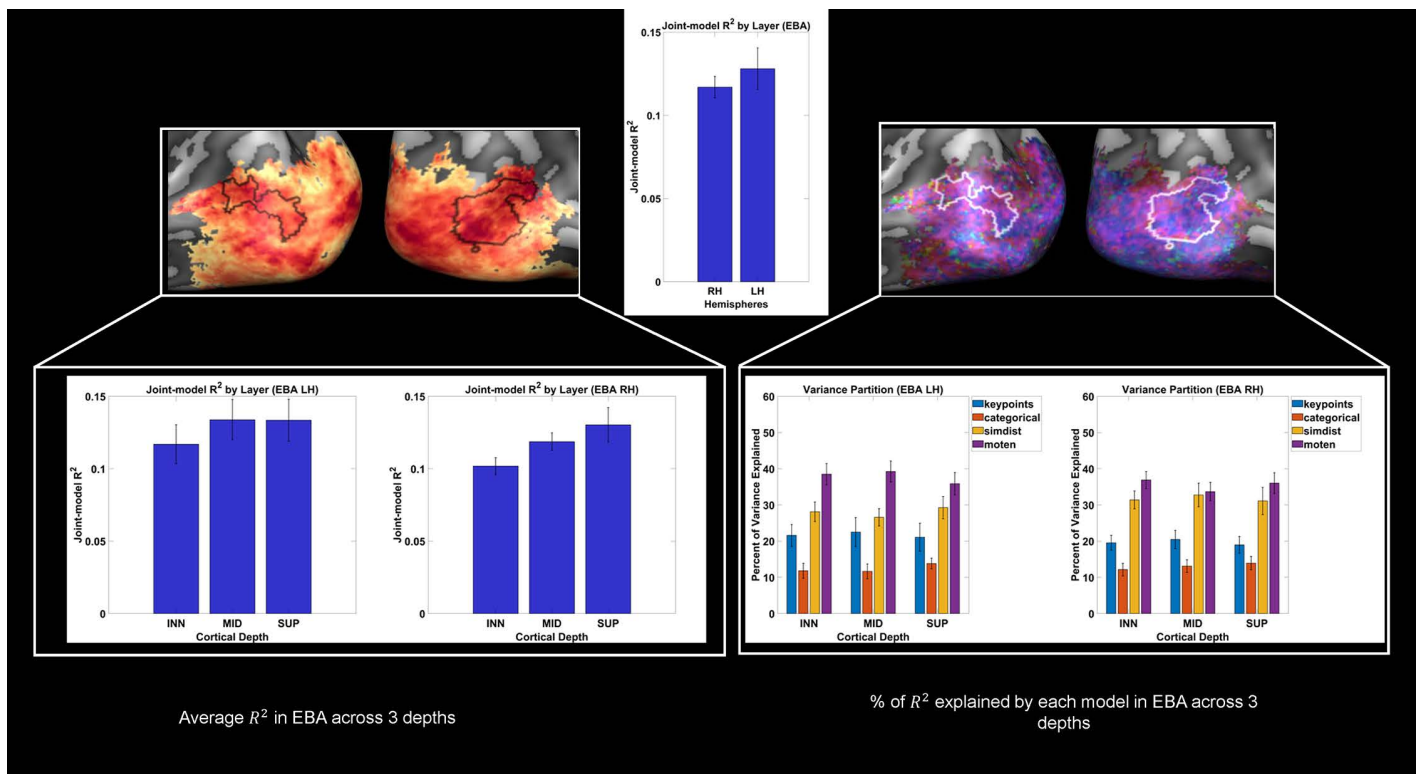 Joint-model R² by Layer (EBA)
0.15
0.1
0.05
0
Joint-model R²
RH LH
Hemispheres
Joint-model R² by Layer (EBA LH)
0.15
0.1
0.05
0
Joint-model R²
INN MID SUP
Cortical Depth
Joint-model R² by Layer (EBA RH)
0.15
0.1
0.05
0
Joint-model R²
INN MID SUP
Cortical Depth
Variance Partition (EBA LH)
60
50
40
30
20
10
0
Percent of Variance Explained
keypoints
categorical
simdist
moten
INN MID SUP
Cortical Depth
Variance Partition (EBA RH)
60
50
40
30
20
10
0
Percent of Variance Explained
keypoints
categorical
simdist
moten
INN MID SUP
Cortical Depth
Average R² in EBA across 3 depths
% of R² explained by each model in EBA across 3
depths